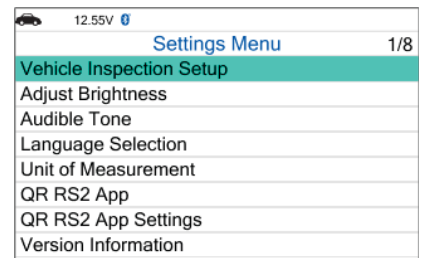 12.55V
Settings Menu 1/8
Vehicle Inspection Setup
Adjust Brightness
Audible Tone
Language Selection
Unit of Measurement
QR RS2 App
QR RS2 App Settings
Version Information